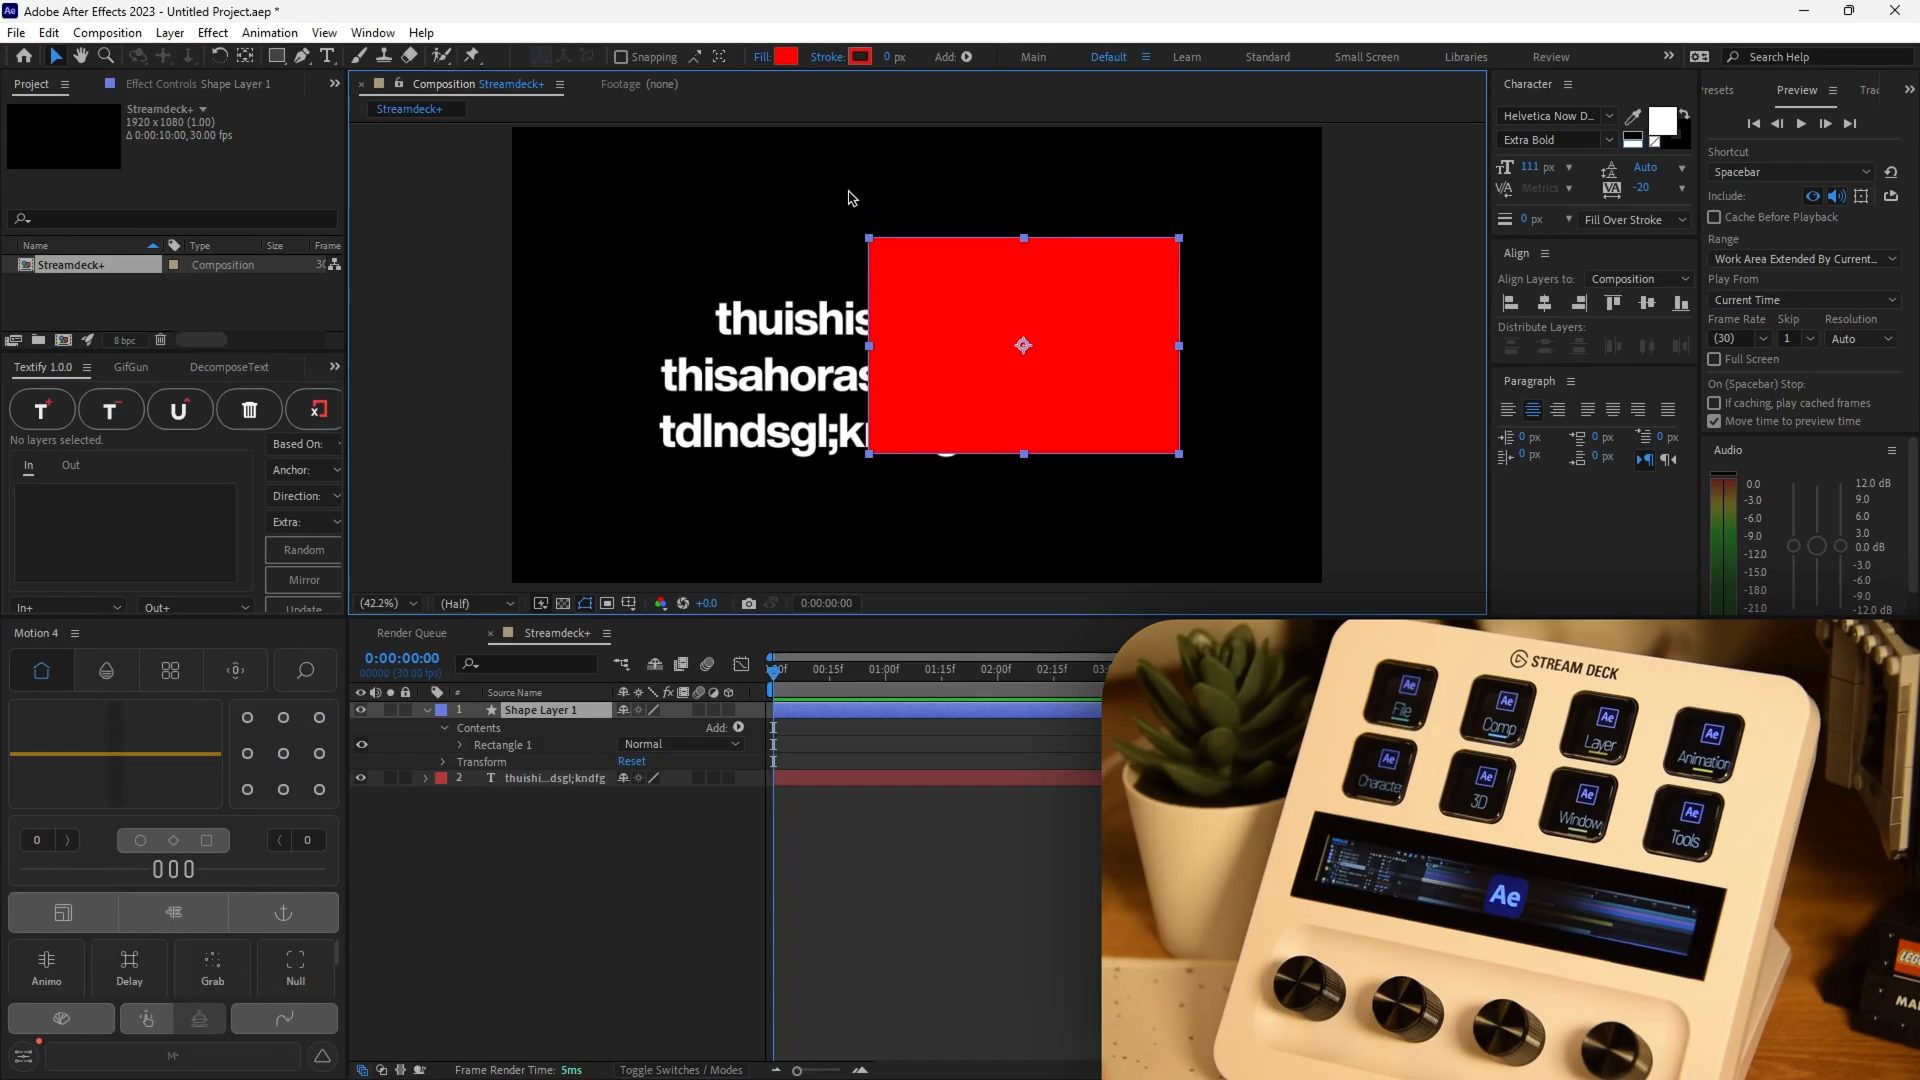 Adobe After Effects 2023 - Untitled Project.aep *
File Edit Composition Layer Effect Animation View Window Help
Snapping Fill: Stroke: 0 px Add: Main Default Learn Standard Small Screen Libraries Review Search Help
Project Effect Controls Shape Layer 1
Streamdeck+
1920 x 1080 (1.00)
Δ 0:00:10:00, 30.00 fps
Name Type Size Frame
Streamdeck+ Composition 30
8 bpc
Textify 1.0.0 GifGun DecomposeText
No layers selected.
In Out
In+ Out+
Based On:
Anchor:
Direction:
Extra:
Random
Mirror
Update
Composition Streamdeck+ Footage (none)
Streamdeck+
thuishis
thisahoras
tdlndsgl;k
(42.2%) (Half) +0.0 0:00:00:00
Character
Helvetica Now D...
Extra Bold
111 px Auto
Metrics -20
0 px Fill Over Stroke
Align
Align Layers to: Composition
Distribute Layers:
Paragraph
0 px 0 px 0 px
0 px 0 px
resets Preview Trac
Shortcut
Spacebar
Include:
Cache Before Playback
Range
Work Area Extended By Current...
Play From
Current Time
Frame Rate Skip Resolution
(30) 1 Auto
Full Screen
On (Spacebar) Stop:
If caching, play cached frames
Move time to preview time
Audio
0.0 12.0 dB
-3.0 9.0
-6.0 6.0
-9.0 3.0
-12.0 0.0 dB
-15.0 -3.0
-18.0 -6.0
-21.0 -9.0
-12.0 dB
Motion 4
0 0
Animo Delay Grab Null
M+
Render Queue Streamdeck+
0:00:00:00
00000 (30.00 fps)
:00f 00:15f 01:00f 01:15f 02:00f 02:15f 03:
# Source Name
1 Shape Layer 1
Contents Add:
Rectangle 1 Normal
Transform Reset
2 T thuishi...dsgl;kndfg
Frame Render Time: 5ms Toggle Switches / Modes
STREAM DECK
Ae File
Ae Comp
Ae Layer
Ae Animation
Ae Characte
Ae 3D
Ae Window
Ae Tools
Ae
LEGO
MA